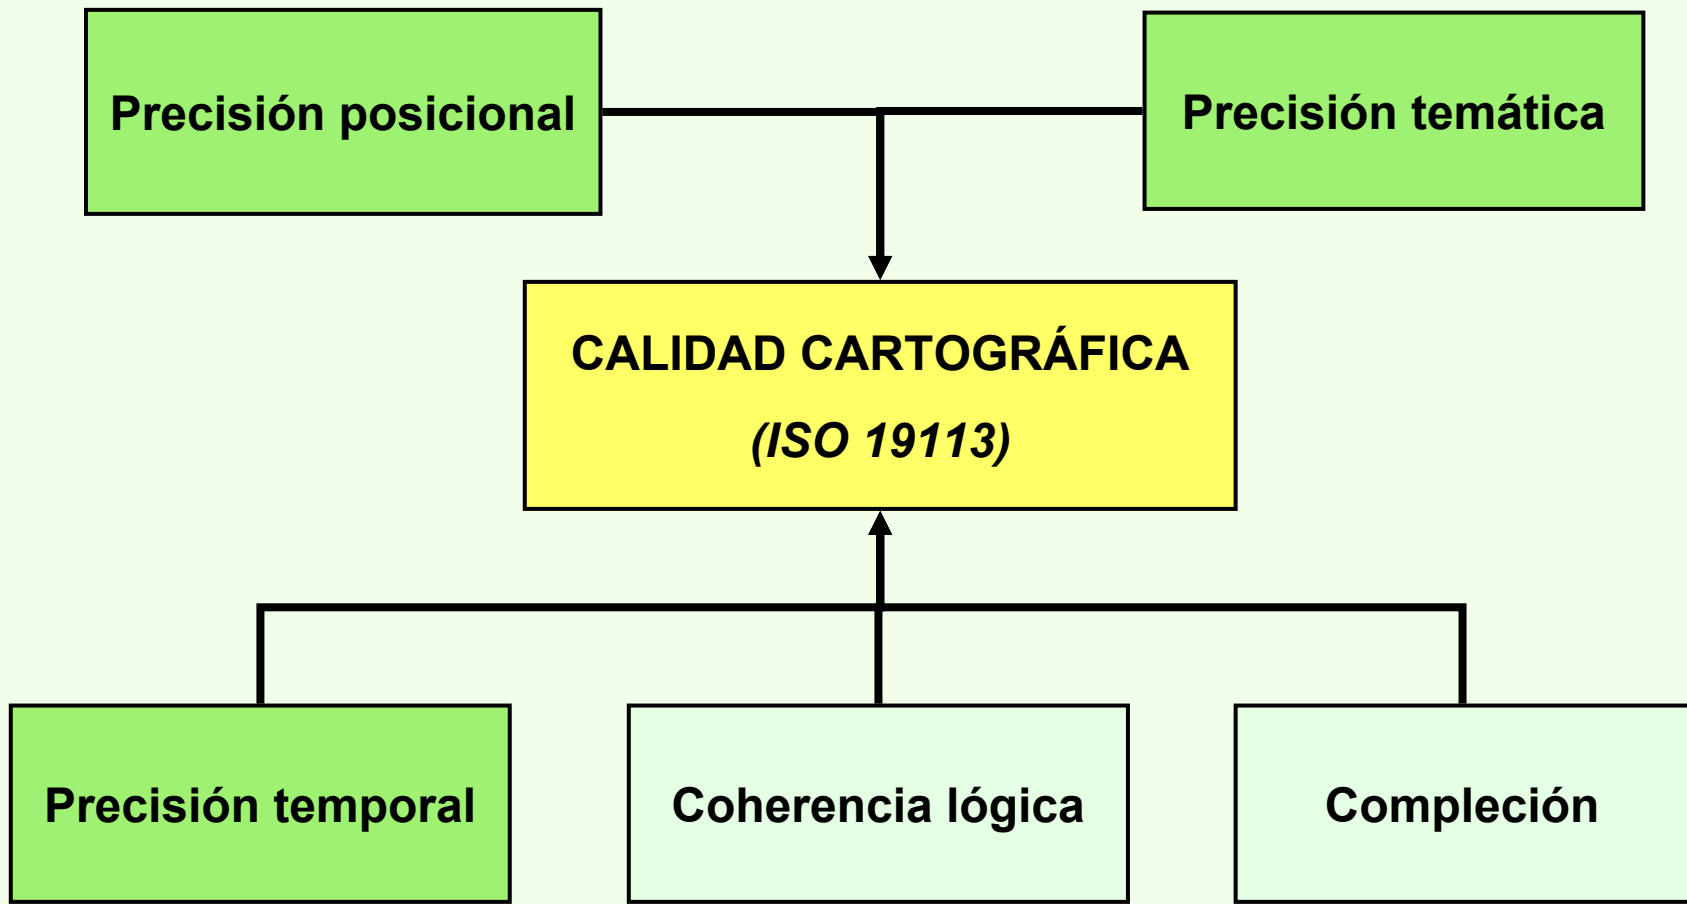 Precisión posicional
Precisión temática
CALIDAD CARTOGRÁFICA
(ISO 19113)
Precisión temporal
Coherencia lógica
Compleción